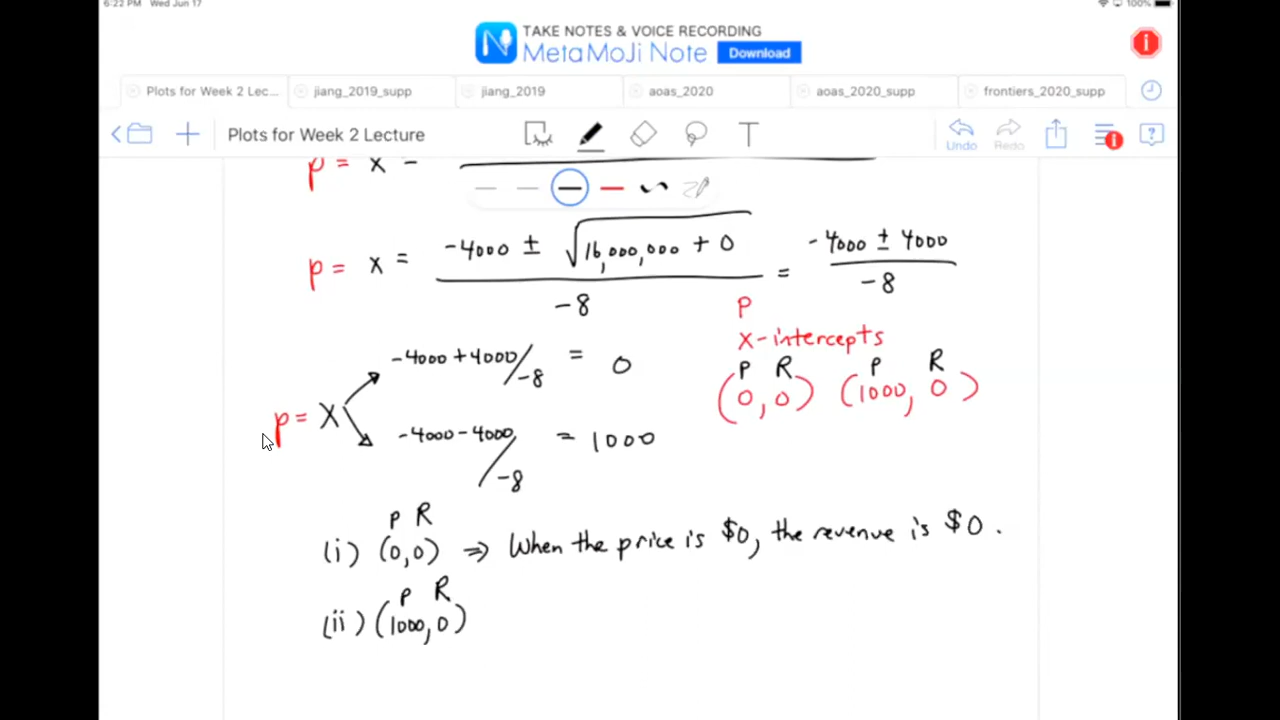 6:22 PM Wed Jun 17 100%
TAKE NOTES & VOICE RECORDING
MetaMoJi Note Download
Plots for Week 2 Lec... jiang_2019_supp jiang_2019 aoas_2020 aoas_2020_supp frontiers_2020_supp
Plots for Week 2 Lecture T Undo Redo
p = x -
p = x = -4000 ± √16,000,000 + 0 / -8 = -4000 ± 4000 / -8
P
x-intercepts
P R P R
(0, 0) (1000, 0)
-4000 + 4000 / -8 = 0
p = X
-4000 - 4000 / -8 = 1000
P R
(i) (0,0) ⇒ When the price is $0, the revenue is $0.
P R
(ii) (1000, 0)